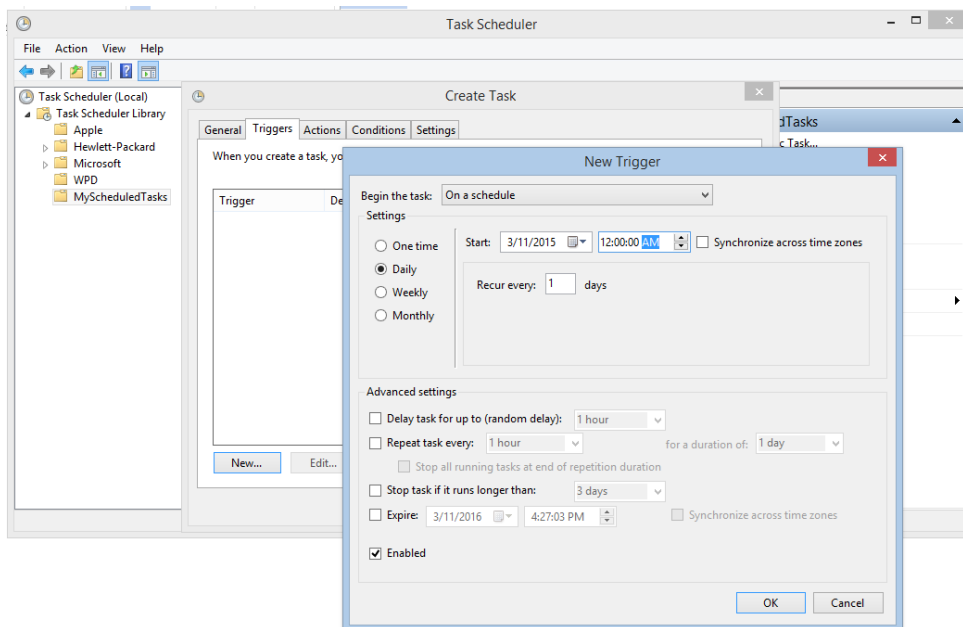 Task Scheduler
File Action View Help
Task Scheduler (Local)
Task Scheduler Library
Apple
Hewlett-Packard
Microsoft
WPD
MyScheduledTasks
Create Task
General Triggers Actions Conditions Settings
When you create a task, yo
Trigger De
New... Edit...
dTasks
c Task...
New Trigger
Begin the task: On a schedule
Settings
One time
Daily
Weekly
Monthly
Start: 3/11/2015 12:00:00 AM Synchronize across time zones
Recur every: 1 days
Advanced settings
Delay task for up to (random delay): 1 hour
Repeat task every: 1 hour for a duration of: 1 day
Stop all running tasks at end of repetition duration
Stop task if it runs longer than: 3 days
Expire: 3/11/2016 4:27:03 PM Synchronize across time zones
Enabled
OK Cancel